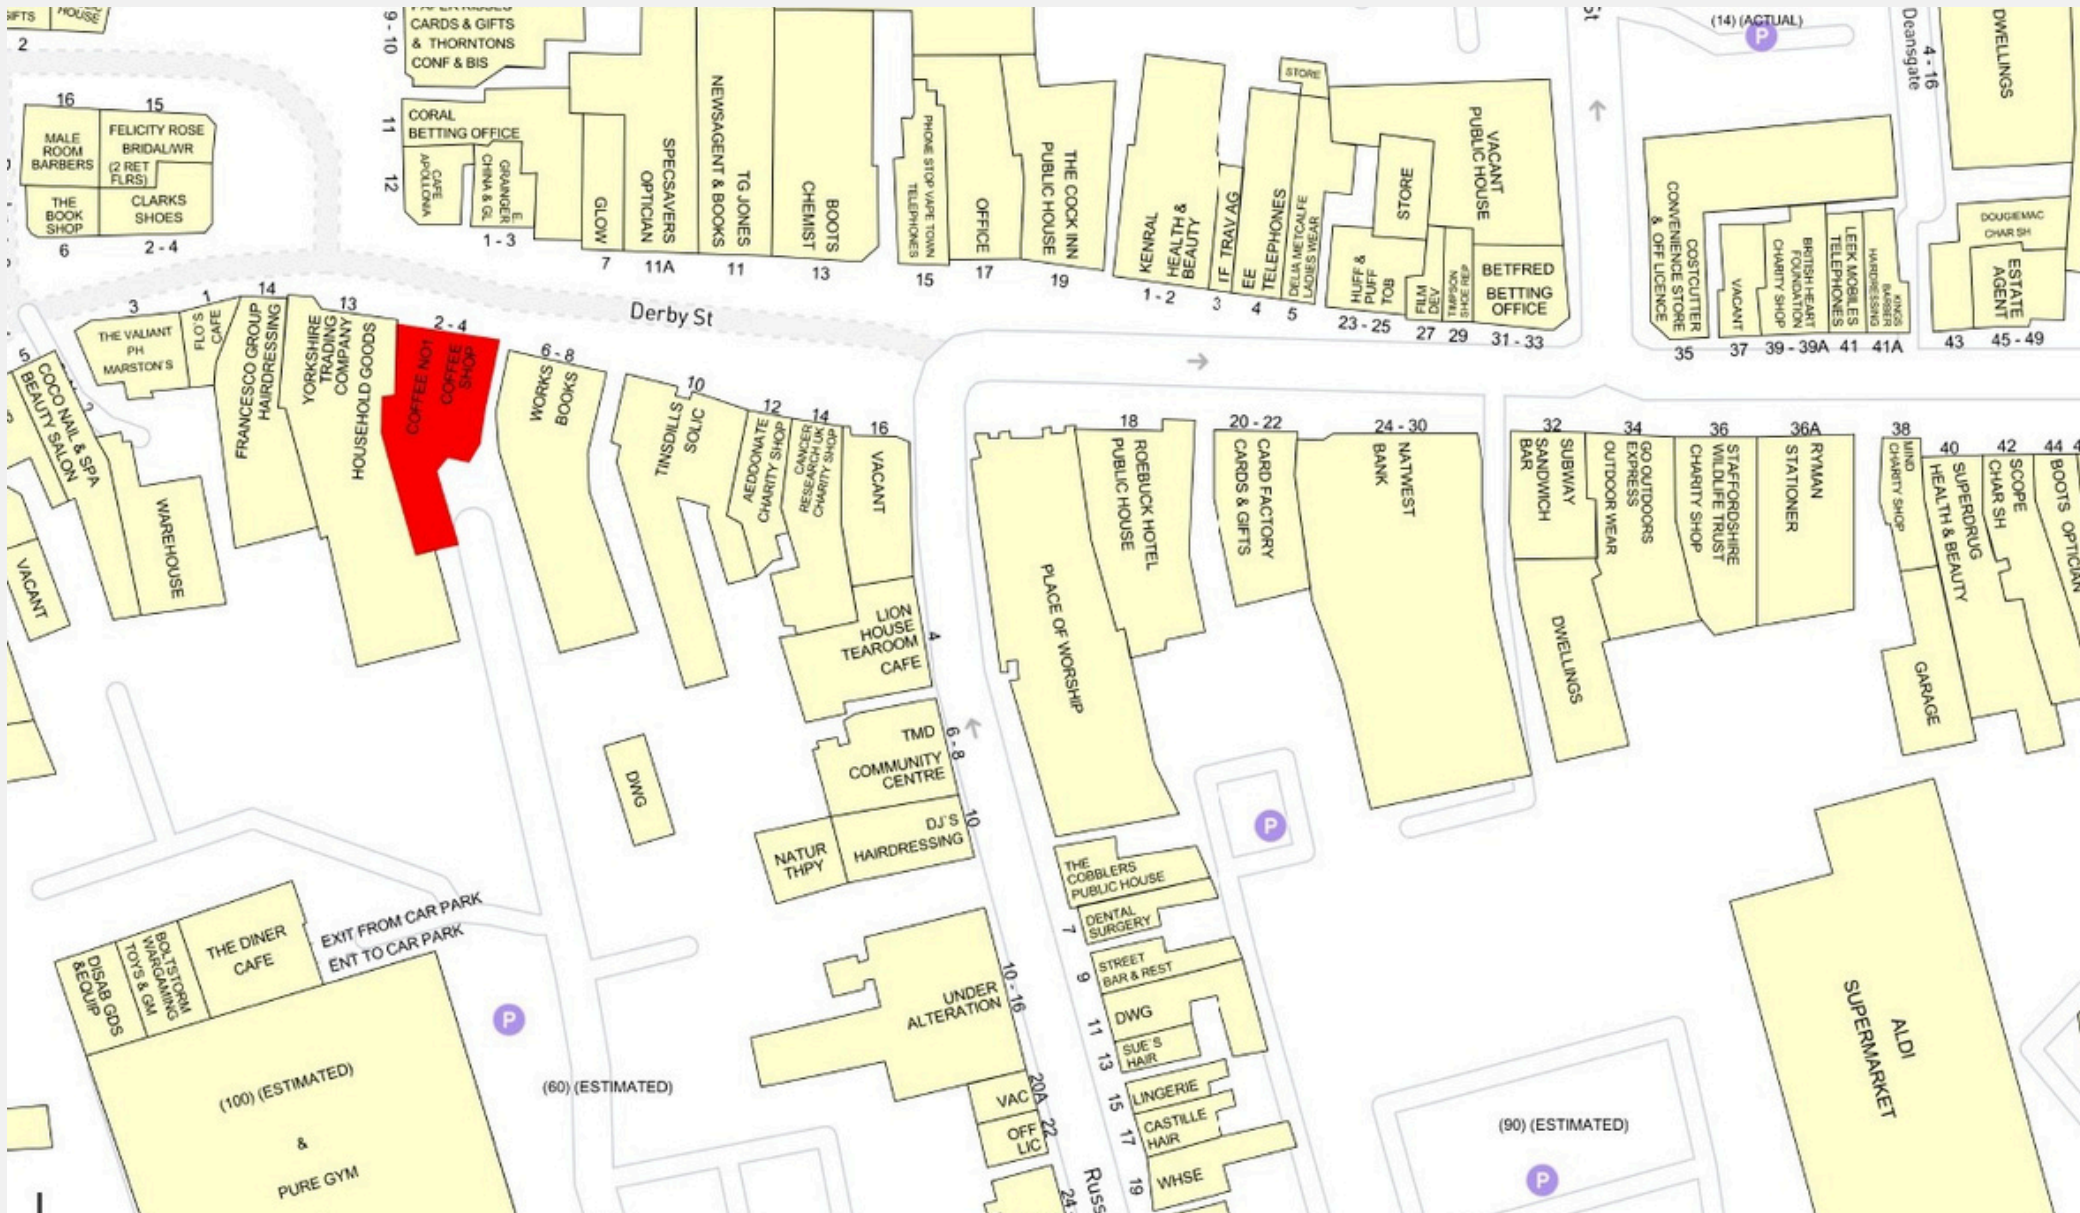 GIFTS
HOUSE
2
16
15
MALE
ROOM
BARBERS
FELICITY ROSE
BRIDAL/WR
(2 RET
FLRS)
THE
BOOK
SHOP
CLARKS
SHOES
6
2 - 4
9 - 10
CARDS & GIFTS
& THORNTONS
CONF & BIS
11
CORAL
BETTING OFFICE
12
CAFE
APOLLONIA
GRAINGER E
CHINA & GL
1 - 3
GLOW
7
SPECSAVERS
OPTICIAN
11A
TG JONES
NEWSAGENT & BOOKS
11
BOOTS
CHEMIST
13
PHONE STOP VAPE TOWN
TELEPHONES
15
OFFICE
17
THE COCK INN
PUBLIC HOUSE
19
KENRAL
HEALTH &
BEAUTY
1 - 2
IF TRAV AG
3
EE
TELEPHONES
4
STORE
DELIA METCALFE
LADIES WEAR
5
VACANT
PUBLIC HOUSE
STORE
HUFF &
PUFF
TOB
23 - 25
FILM
DEV
27
TIMPSON
SHOE REP
29
BETFRED
BETTING
OFFICE
31 - 33
St
(14) (ACTUAL)
P
Deansgate
4 - 16
DWELLINGS
COSTCUTTER
CONVENIENCE STORE
& OFF LICENCE
35
VACANT
37
BRITISH HEART
FOUNDATION
CHARITY SHOP
39 - 39A
LEEK MOBILES
TELEPHONES
41
KINGS
BARBER
HAIRDRESSING
41A
DOUGIEMAC
CHAR SH
43
ESTATE
AGENT
45 - 49
Derby St
3
THE VALIANT
PH
MARSTON'S
1
FLO'S
CAFE
14
FRANCESCO GROUP
HAIRDRESSING
13
YORKSHIRE
TRADING
COMPANY
HOUSEHOLD GOODS
2 - 4
COFFEE NO1
COFFEE
SHOP
6 - 8
WORKS
BOOKS
10
TINSDILLS
SOLIC
12
AEDDONATE
CHARITY SHOP
14
CANCER
RESEARCH UK
CHARITY SHOP
16
VACANT
5
COCO NAIL & SPA
BEAUTY SALON
2
WAREHOUSE
VACANT
LION
HOUSE
TEAROOM
CAFE
4
PLACE OF WORSHIP
18
ROEBUCK HOTEL
PUBLIC HOUSE
20 - 22
CARD FACTORY
CARDS & GIFTS
24 - 30
NATWEST
BANK
32
SUBWAY
SANDWICH
BAR
34
GO OUTDOORS
EXPRESS
OUTDOOR WEAR
36
STAFFORDSHIRE
WILDLIFE TRUST
CHARITY SHOP
36A
RYMAN
STATIONER
38
MIND
CHARITY SHOP
40
SUPERDRUG
HEALTH & BEAUTY
42
SCOPE
CHAR SH
44
BOOTS OPTICIAN
DWELLINGS
GARAGE
DWG
TMD
COMMUNITY
CENTRE
6 - 8
NATUR
THPY
DJ'S
HAIRDRESSING
10
P
THE
COBBLERS
PUBLIC HOUSE
7
DENTAL
SURGERY
9
STREET
BAR & REST
11
DWG
13
SUE'S
HAIR
15
LINGERIE
17
CASTILLE
HAIR
19
WHSE
UNDER
ALTERATION
10 - 16
VAC
20A
OFF
LIC
22
24
Russ
DISAB GDS
&EQUIP
BOLTSTORM
WARGAMING
TOYS & GM
THE DINER
CAFE
EXIT FROM CAR PARK
ENT TO CAR PARK
P
(100) (ESTIMATED)
&
PURE GYM
(60) (ESTIMATED)
(90) (ESTIMATED)
P
ALDI
SUPERMARKET